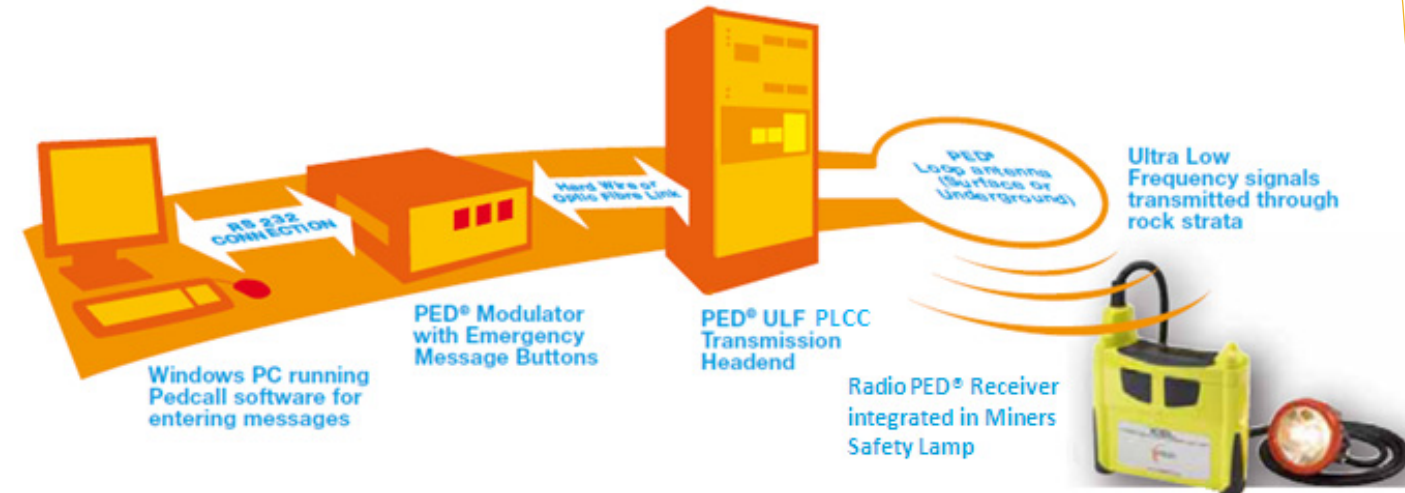 RS 232
CONNECTION
Hard Wire or
Optic Fibre Link
PED®
Loop antenna
(Surface or
Underground)
Ultra Low
Frequency signals
transmitted through
rock strata
PED® Modulator
with Emergency
Message Buttons
PED® ULF PLCC
Transmission
Headend
Windows PC running
Pedcall software for
entering messages
Radio PED® Receiver
integrated in Miners
Safety Lamp